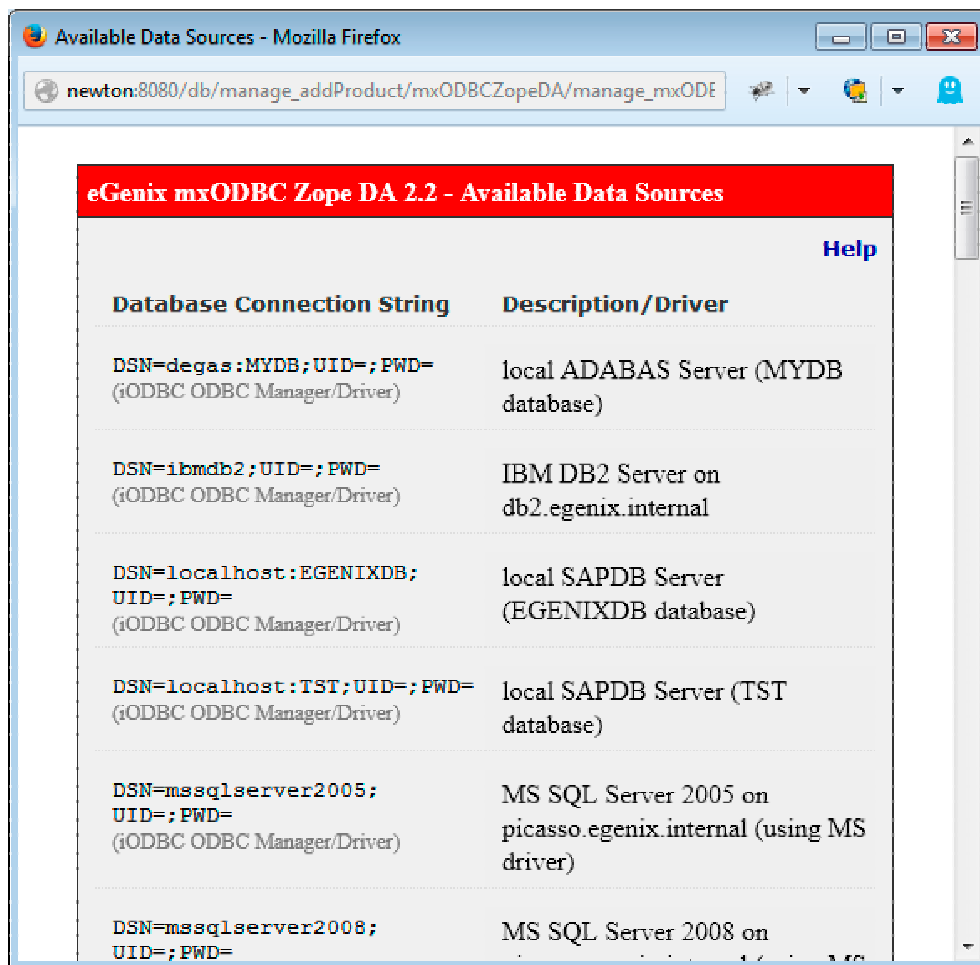 Available Data Sources - Mozilla Firefox
newton:8080/db/manage_addProduct/mxODBCZopeDA/manage_mxODB
eGenix mxODBC Zope DA 2.2 - Available Data Sources
Help
Database Connection String Description/Driver
DSN=degas:MYDB;UID=;PWD=
(iODBC ODBC Manager/Driver)
local ADABAS Server (MYDB
database)
DSN=ibmdb2;UID=;PWD=
(iODBC ODBC Manager/Driver)
IBM DB2 Server on
db2.egenix.internal
DSN=localhost:EGENIXDB;
UID=;PWD=
(iODBC ODBC Manager/Driver)
local SAPDB Server
(EGENIXDB database)
DSN=localhost:TST;UID=;PWD=
(iODBC ODBC Manager/Driver)
local SAPDB Server (TST
database)
DSN=mssqlserver2005;
UID=;PWD=
(iODBC ODBC Manager/Driver)
MS SQL Server 2005 on
picasso.egenix.internal (using MS
driver)
DSN=mssqlserver2008;
UID=;PWD=
MS SQL Server 2008 on